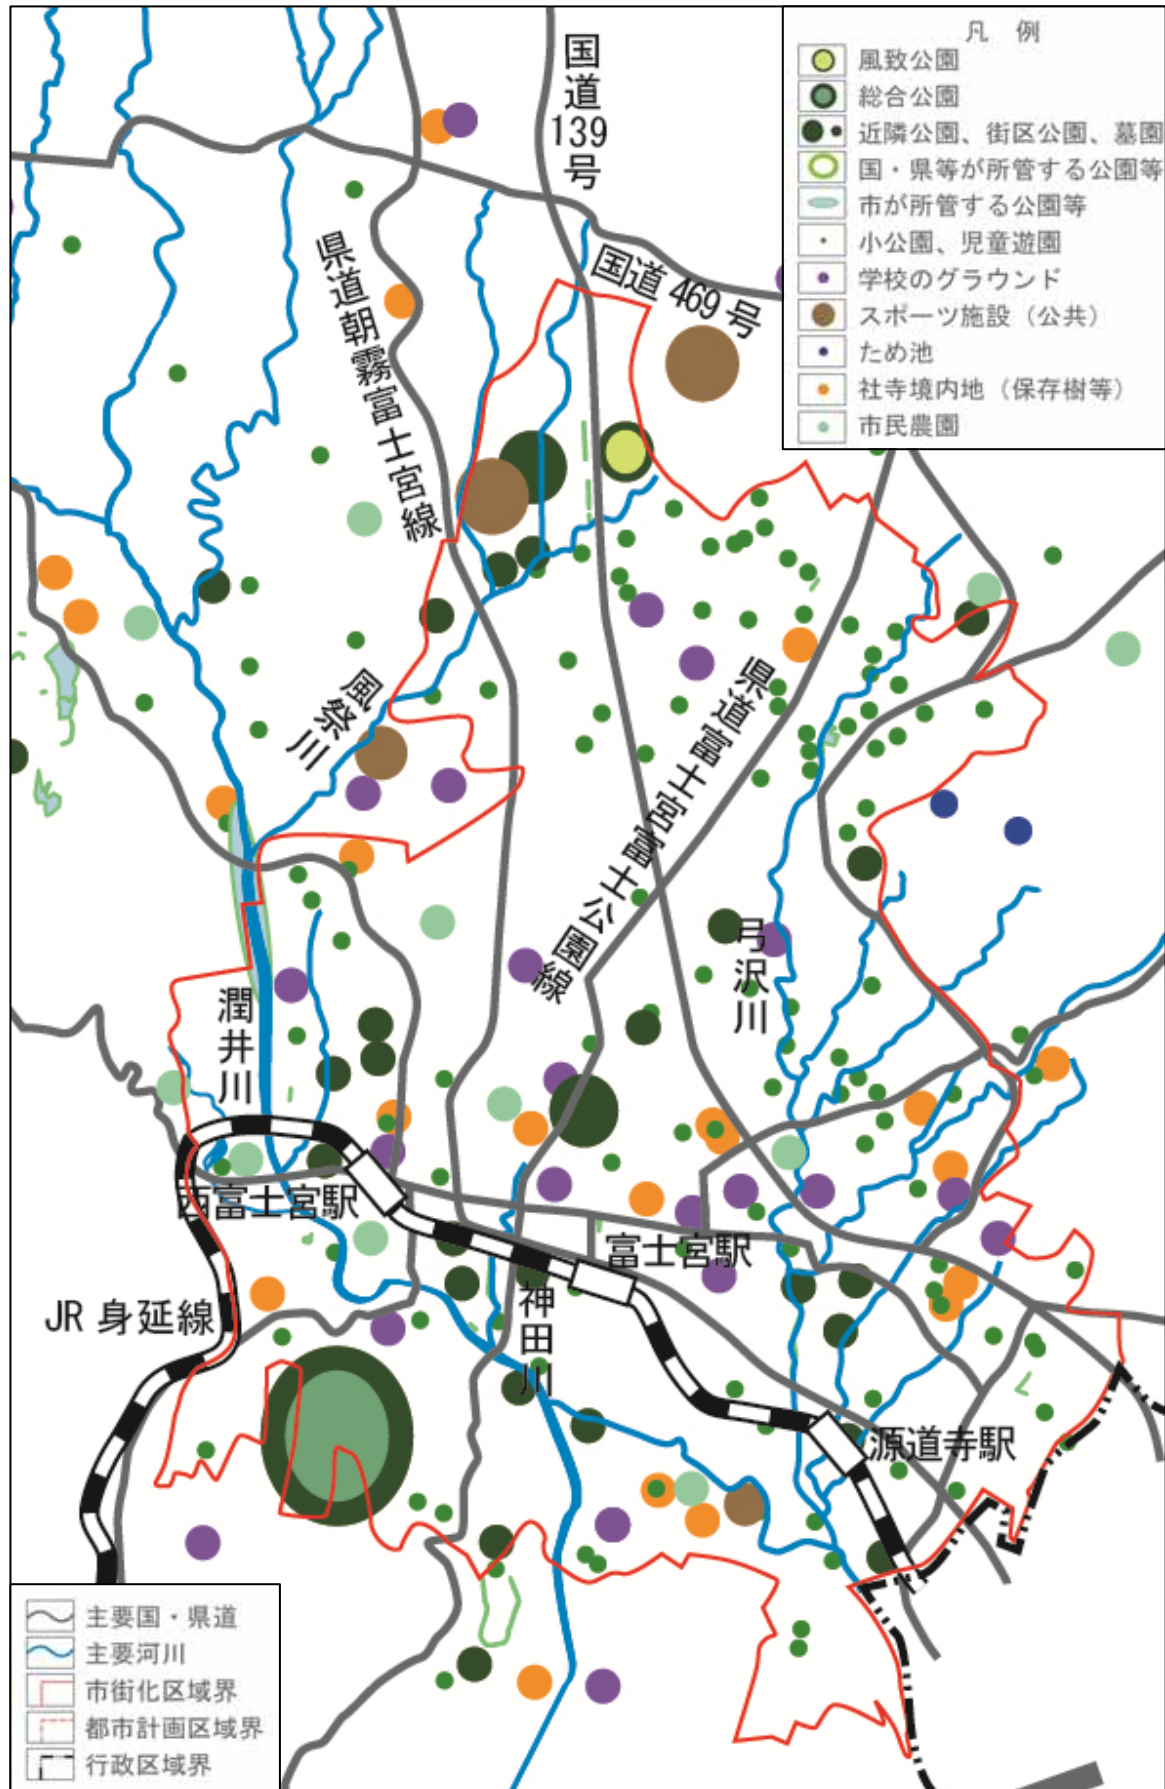 凡 例
風致公園
総合公園
近隣公園、街区公園、墓園
国・県等が所管する公園等
市が所管する公園等
小公園、児童遊園
学校のグラウンド
スポーツ施設（公共）
ため池
社寺境内地（保存樹等）
市民農園
国道139号
国道 469 号
県道朝霧富士宮線
風祭川
県道富士宮富士公園線
弓沢川
潤井川
西富士宮駅
富士宮駅
神田川
JR 身延線
源道寺駅
主要国・県道
主要河川
市街化区域界
都市計画区域界
行政区域界